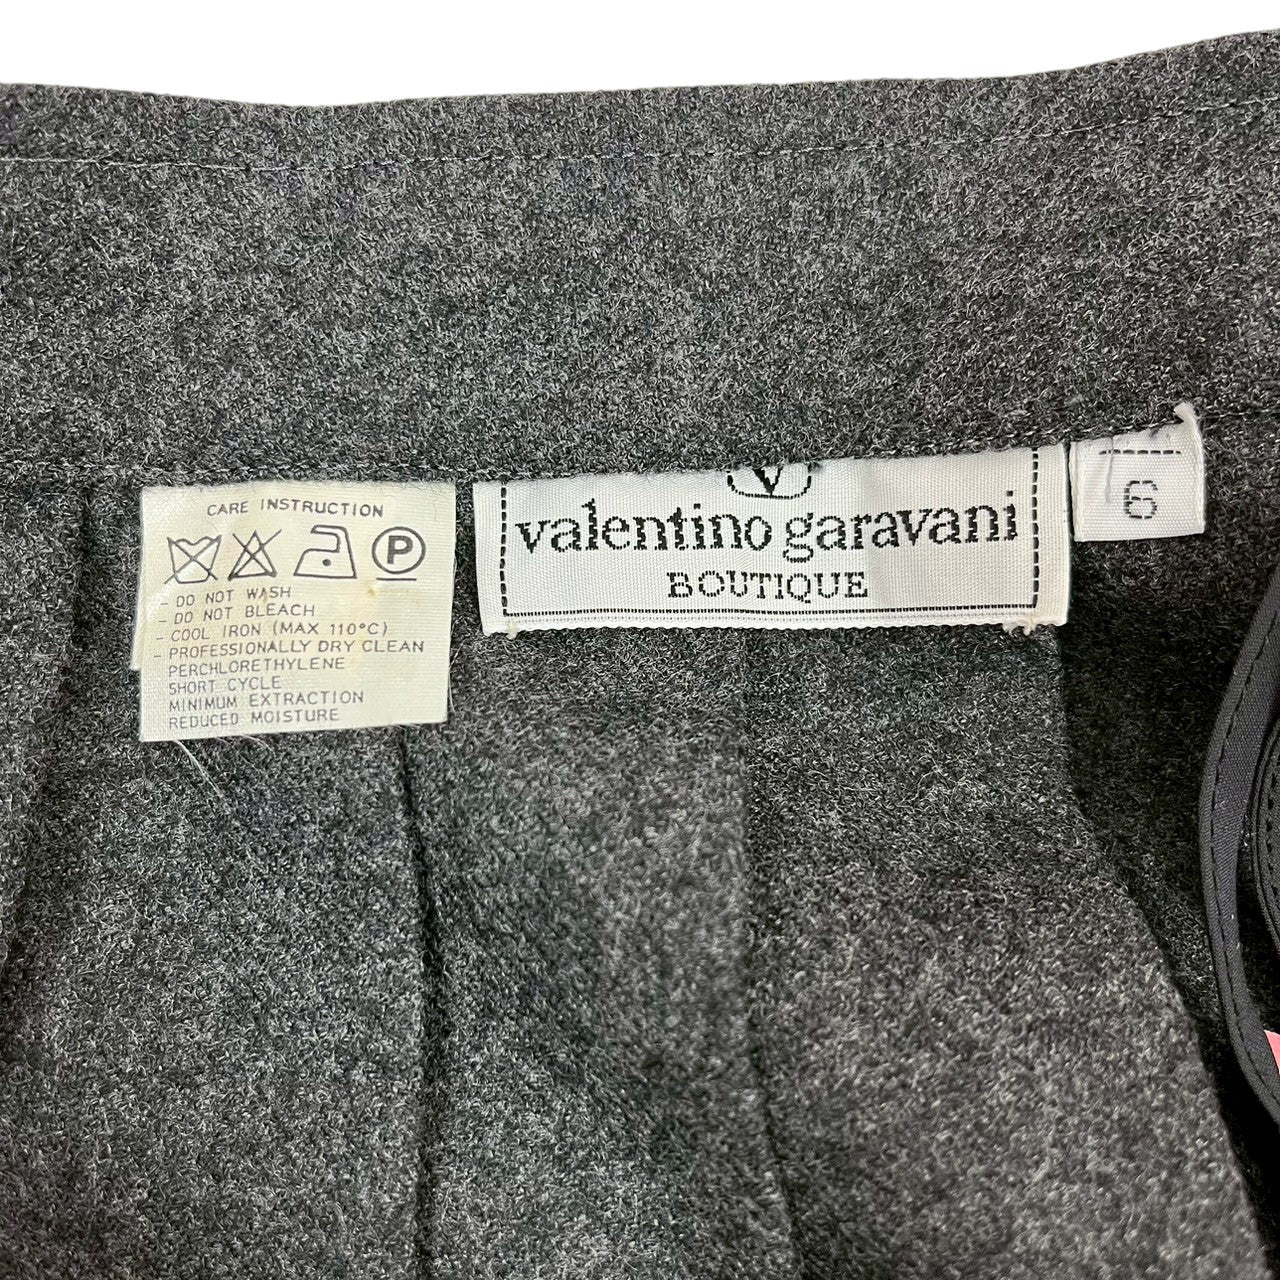 CARE INSTRUCTION
P
- DO NOT WASH
- DO NOT BLEACH
- COOL IRON (MAX 110°C)
- PROFESSIONALLY DRY CLEAN
PERCHLORETHYLENE
SHORT CYCLE
MINIMUM EXTRACTION
REDUCED MOISTURE
V
valentino garavani
BOUTIQUE
6